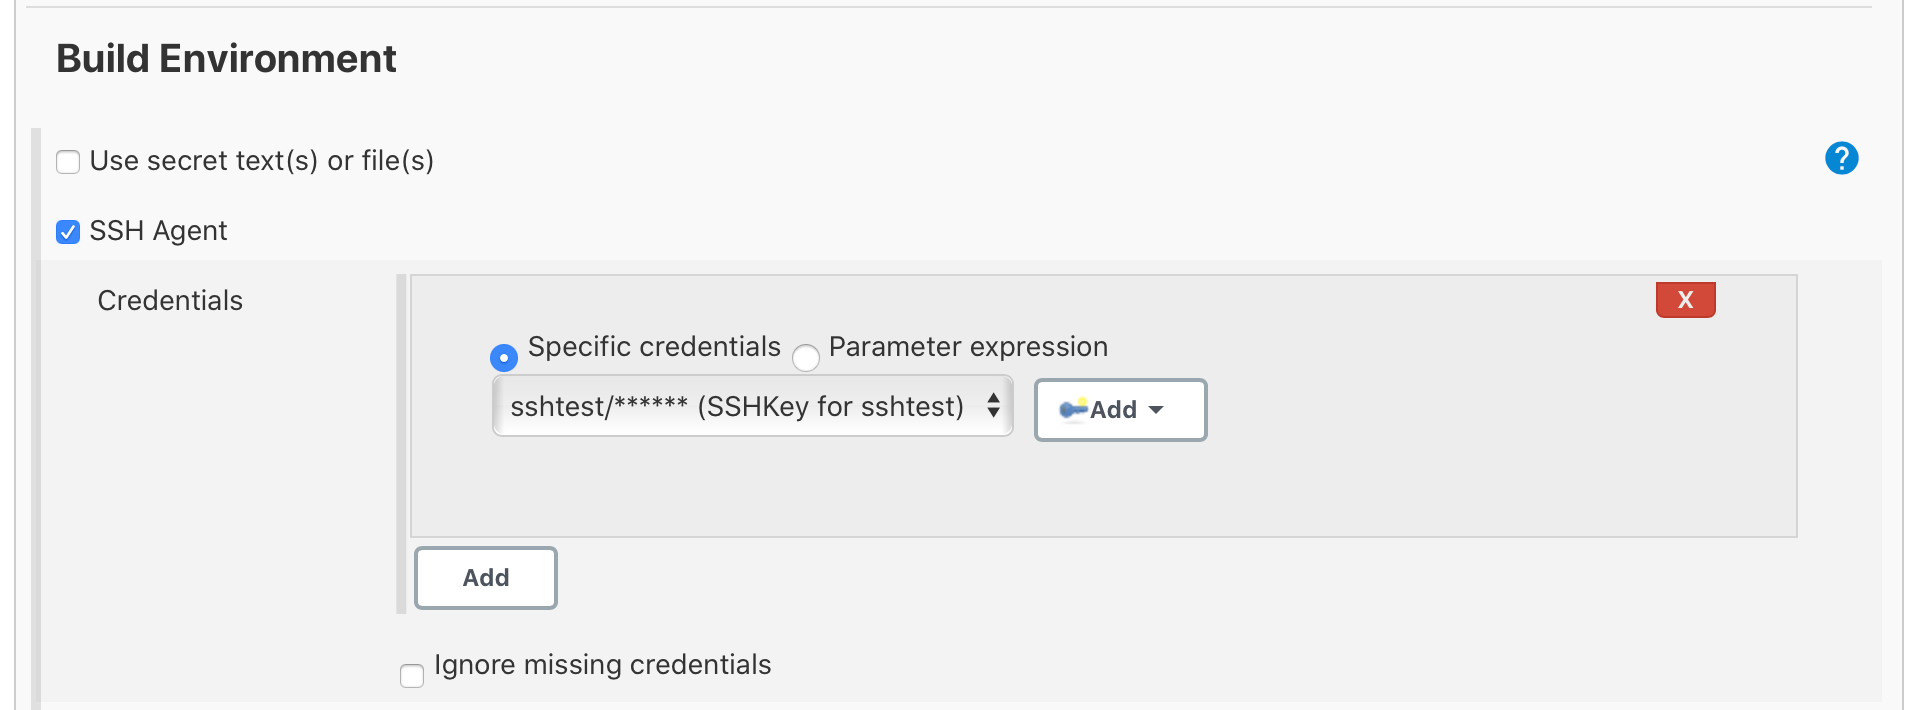 Build Environment
Use secret text(s) or file(s)
?
SSH Agent
Credentials
X
Specific credentials Parameter expression
sshtest/****** (SSHKey for sshtest) Add
Add
Ignore missing credentials